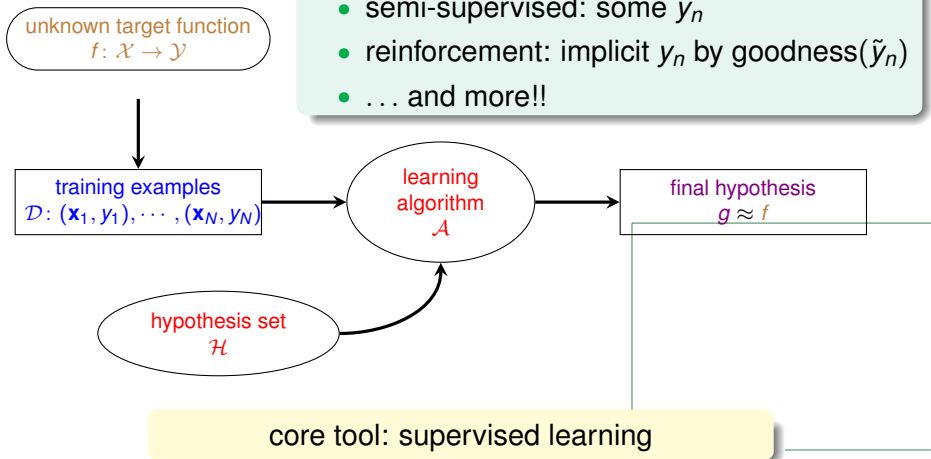 • semi-supervised: some yₙ
• reinforcement: implicit yₙ by goodness(ỹₙ)
• . . . and more!!
unknown target function
f : 𝒳 → 𝒴
training examples
𝒟 : (𝐱₁, y₁), ⋯ , (𝐱_N, y_N)
learning
algorithm
𝒜
final hypothesis
g ≈ f
hypothesis set
ℋ
core tool: supervised learning